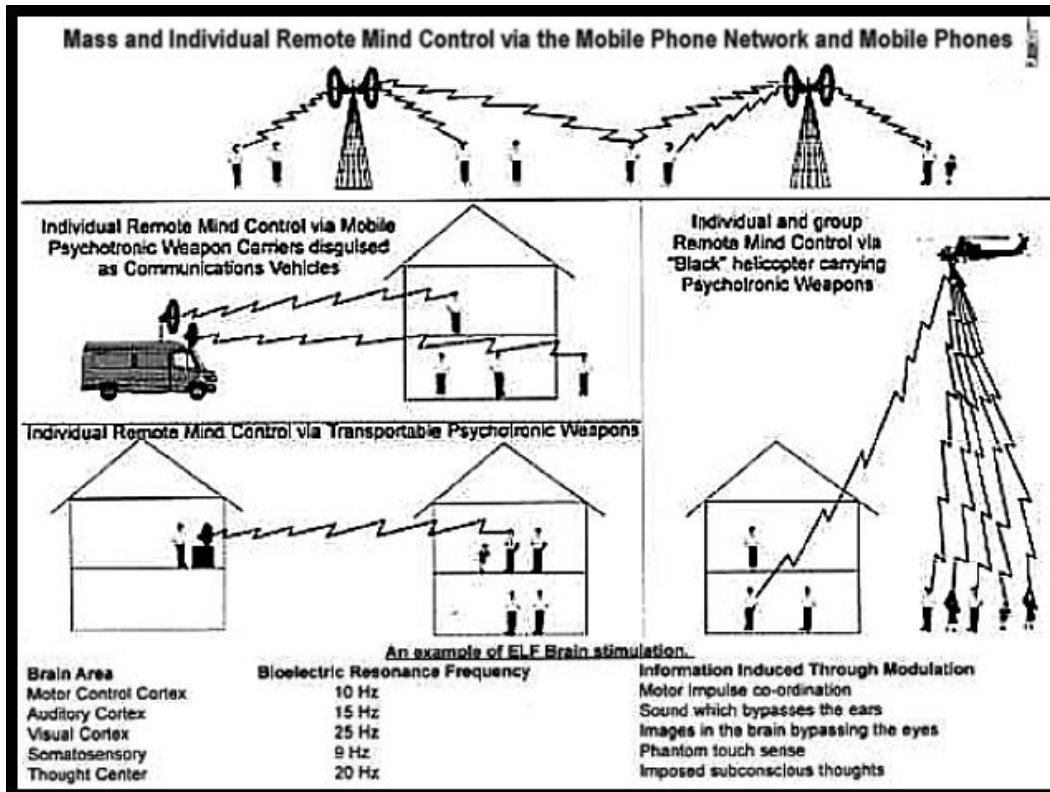 Mass and Individual Remote Mind Control via the Mobile Phone Network and Mobile Phones
Individual Remote Mind Control via Mobile
Psychotronic Weapon Carriers disguised
as Communications Vehicles
Individual and group
Remote Mind Control via
"Black" helicopter carrying
Psychotronic Weapons
Individual Remote Mind Control via Transportable Psychotronic Weapons
An example of ELF Brain stimulation.
Brain Area Bioelectric Resonance Frequency Information Induced Through Modulation
Motor Control Cortex 10 Hz Motor Impulse co-ordination
Auditory Cortex 15 Hz Sound which bypasses the ears
Visual Cortex 25 Hz Images in the brain bypassing the eyes
Somatosensory 9 Hz Phantom touch sense
Thought Center 20 Hz Imposed subconscious thoughts